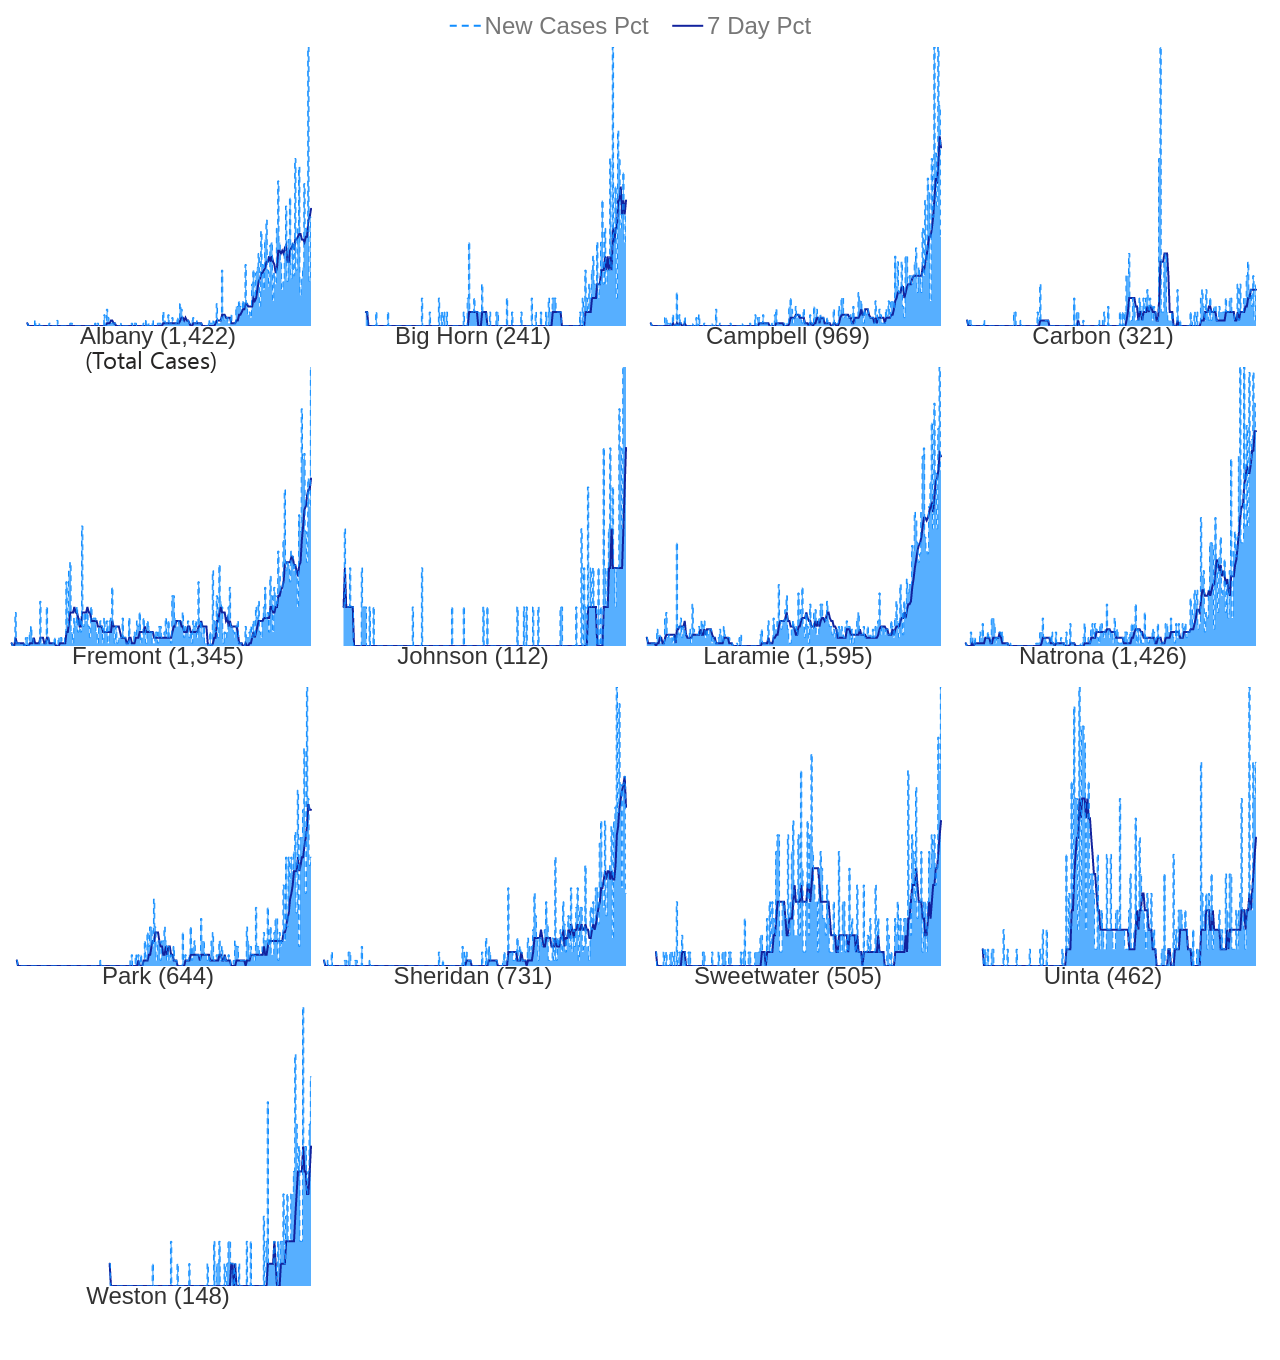 New Cases Pct 7 Day Pct
Albany (1,422) Big Horn (241) Campbell (969) Carbon (321)
(Total Cases)
Fremont (1,345) Johnson (112) Laramie (1,595) Natrona (1,426)
Park (644) Sheridan (731) Sweetwater (505) Uinta (462)
Weston (148)